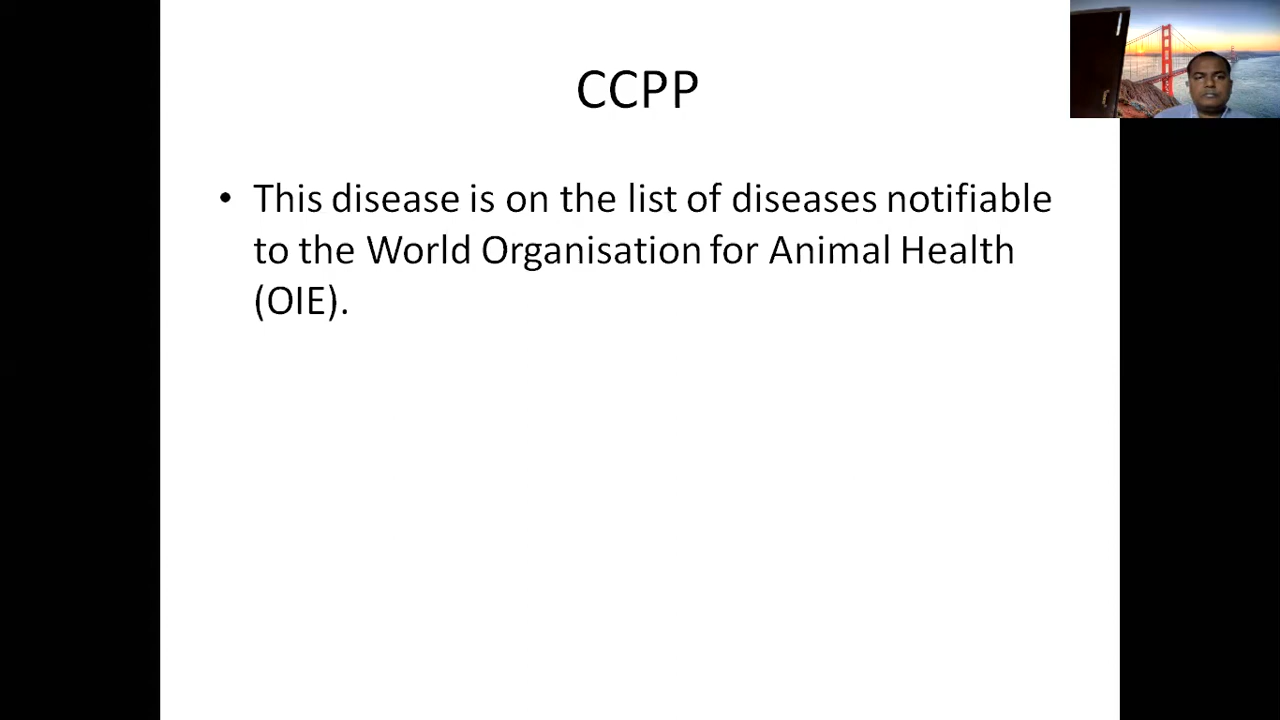 CCPP
• This disease is on the list of diseases notifiable
to the World Organisation for Animal Health
(OIE).